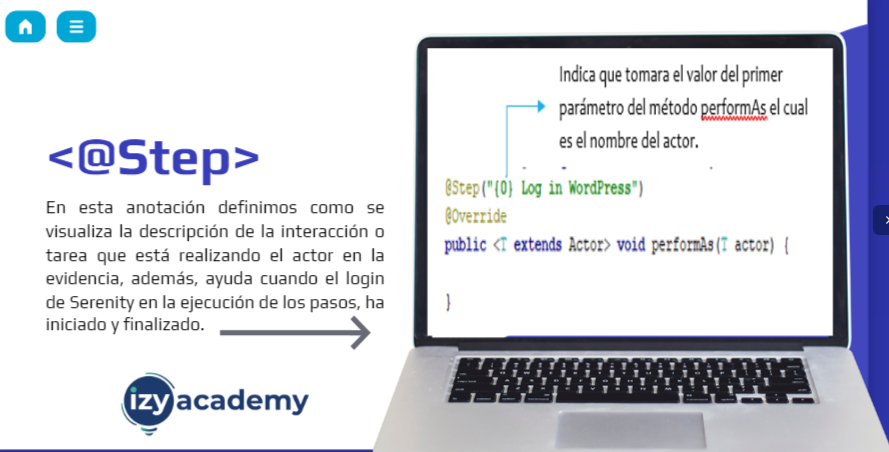 <@Step>
En esta anotación definimos como se
visualiza la descripción de la interacción o
tarea que está realizando el actor en la
evidencia, además, ayuda cuando el login
de Serenity en la ejecución de los pasos, ha
iniciado y finalizado.
izyacademy
Indica que tomara el valor del primer
parámetro del método performAs el cual
es el nombre del actor.
@Step("{0} Log in WordPress")
@Override
public <T extends Actor> void performAs(T actor) {
}